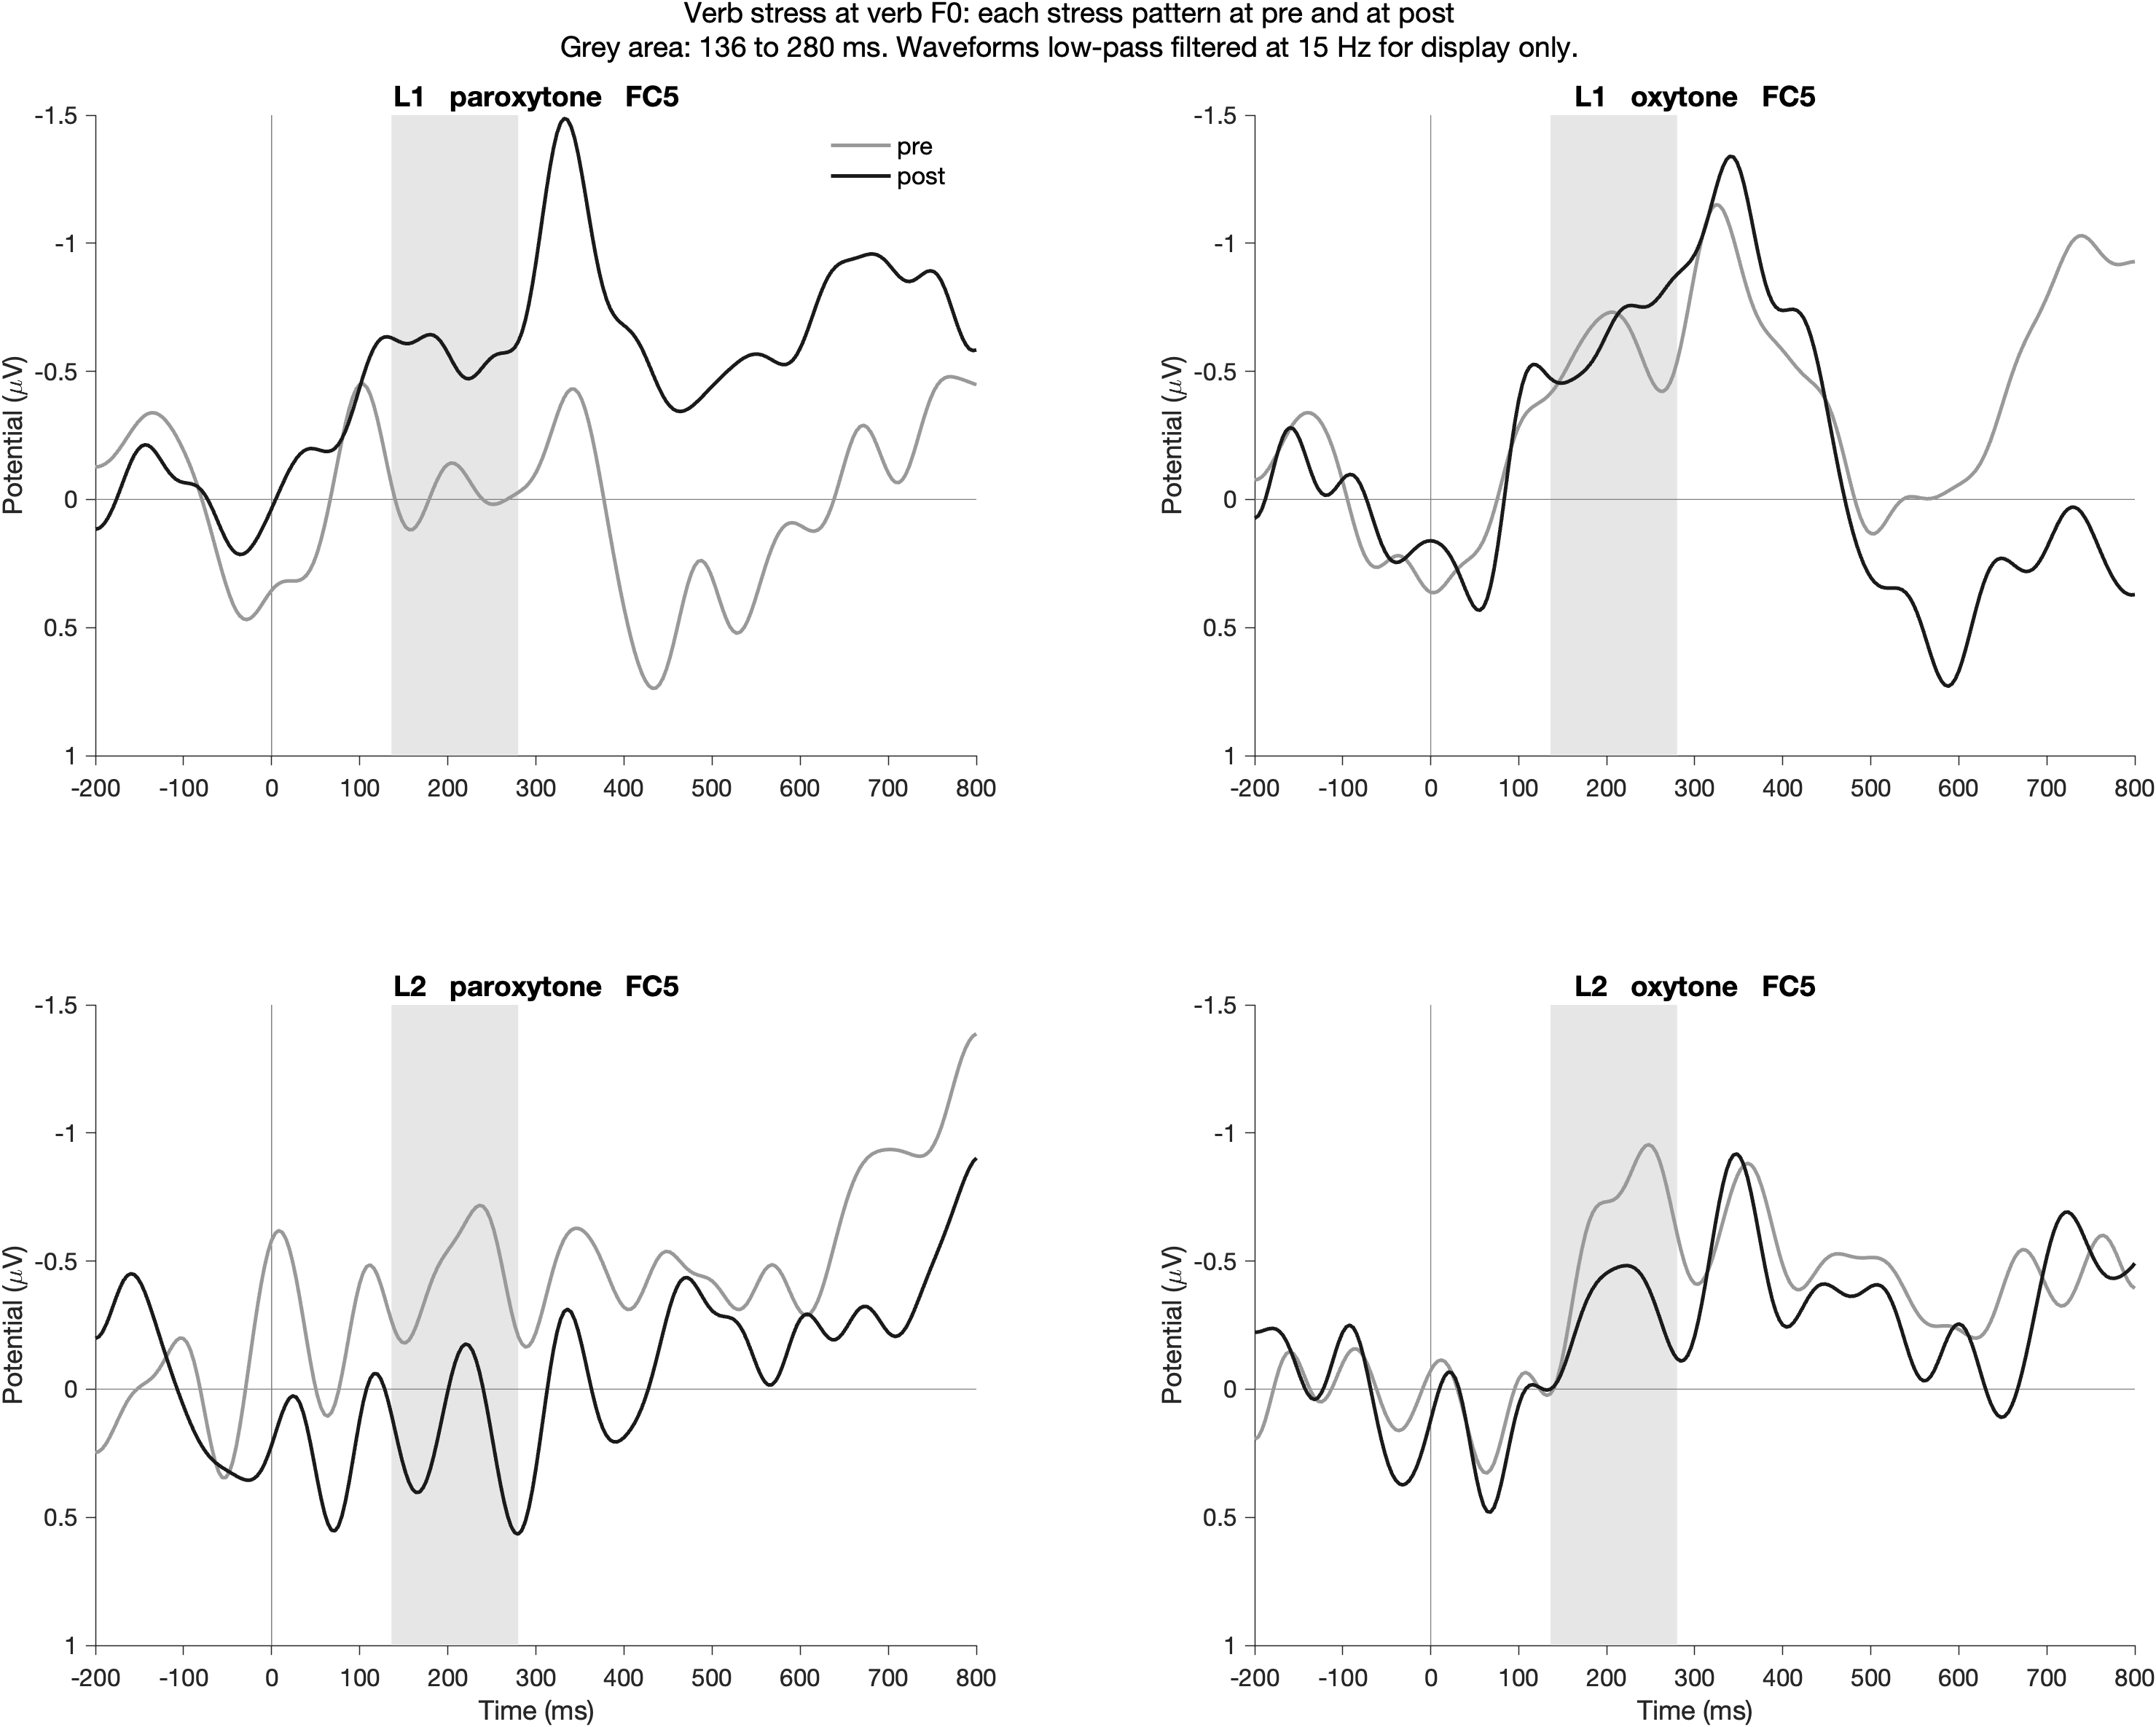 Verb stress at verb F0: each stress pattern at pre and at post
Grey area: 136 to 280 ms. Waveforms low-pass filtered at 15 Hz for display only.
L1 paroxytone FC5
-1.5
-1
-0.5
0
0.5
1
Potential (μV)
pre
post
-200 -100 0 100 200 300 400 500 600 700 800
L1 oxytone FC5
-1.5
-1
-0.5
0
0.5
1
Potential (μV)
-200 -100 0 100 200 300 400 500 600 700 800
L2 paroxytone FC5
-1.5
-1
-0.5
0
0.5
1
Potential (μV)
-200 -100 0 100 200 300 400 500 600 700 800
Time (ms)
L2 oxytone FC5
-1.5
-1
-0.5
0
0.5
1
Potential (μV)
-200 -100 0 100 200 300 400 500 600 700 800
Time (ms)